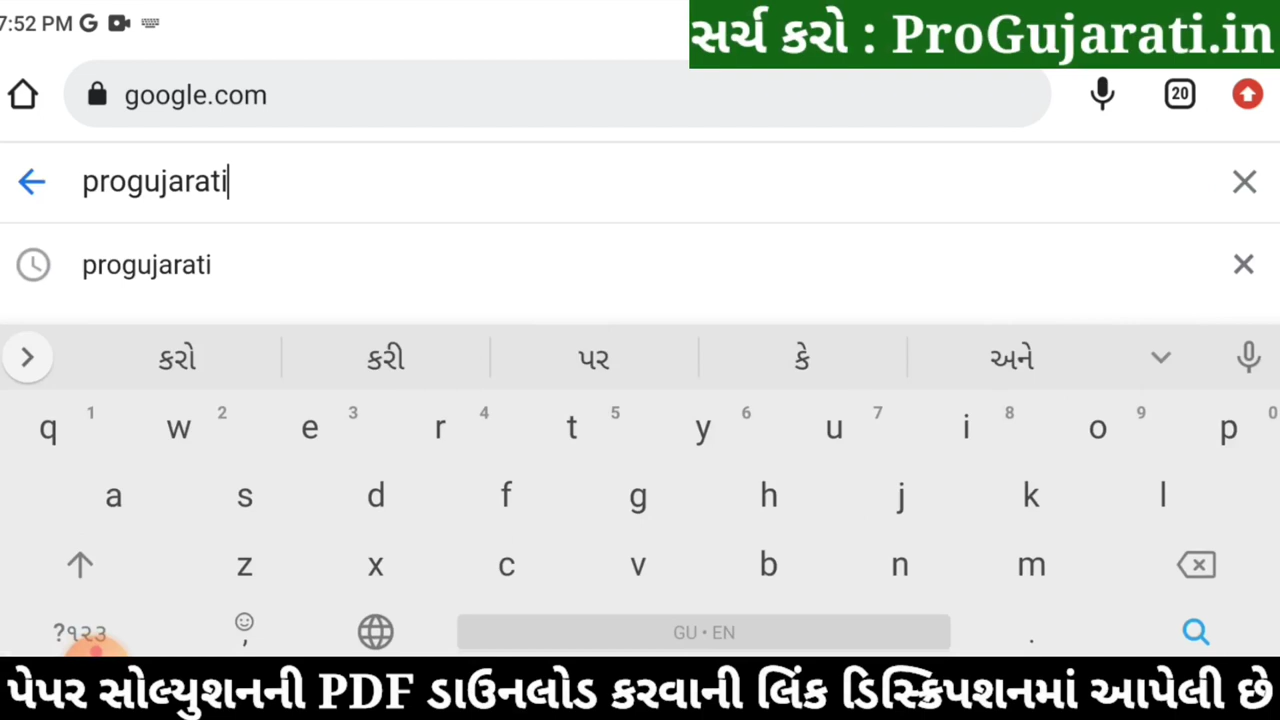 7:52 PM G
સર્ચ કરો : ProGujarati.in
google.com
20
progujarati
progujarati
કરો કરી પર કે અને
q 1 w 2 e 3 r 4 t 5 y 6 u 7 i 8 o 9 p 0
a s d f g h j k l
z x c v b n m
?૧૨૩ , GU • EN .
પેપર સોલ્યુશનની PDF ડાઉનલોડ કરવાની લિંક ડિસ્ક્રિપશનમાં આપેલી છે